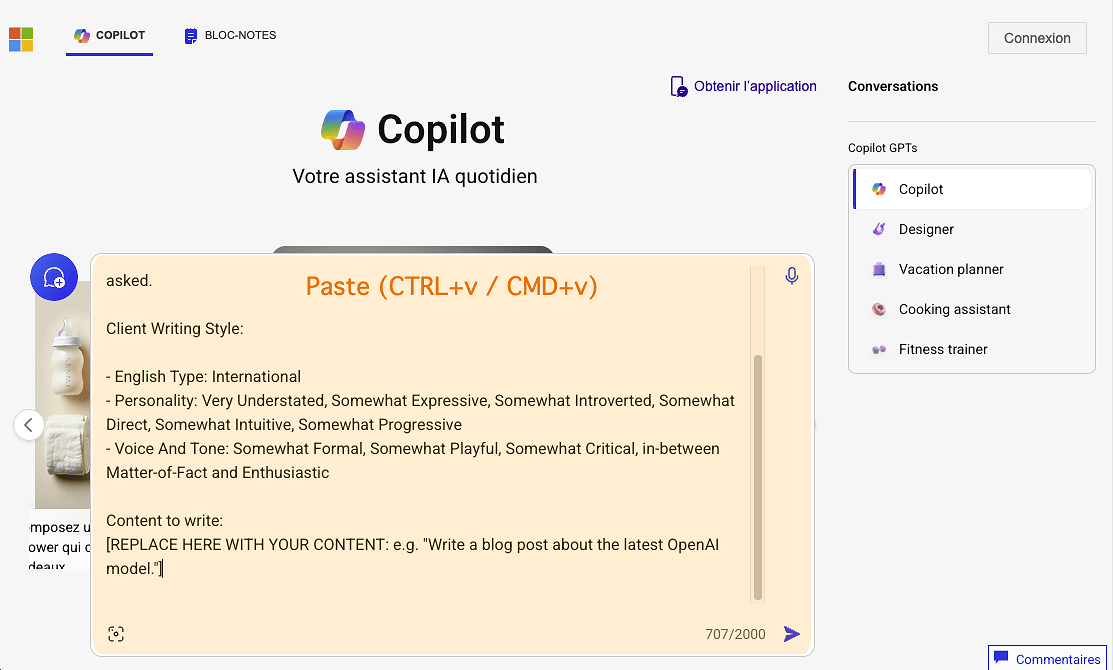 COPILOT
BLOC-NOTES
Connexion
Obtenir l'application
Conversations
Copilot
Votre assistant IA quotidien
Copilot GPTs
Copilot
Designer
Vacation planner
Cooking assistant
Fitness trainer
asked.
Paste (CTRL+v / CMD+v)
Client Writing Style:
- English Type: International
- Personality: Very Understated, Somewhat Expressive, Somewhat Introverted, Somewhat
Direct, Somewhat Intuitive, Somewhat Progressive
- Voice And Tone: Somewhat Formal, Somewhat Playful, Somewhat Critical, in-between
Matter-of-Fact and Enthusiastic
Content to write:
[REPLACE HERE WITH YOUR CONTENT: e.g. "Write a blog post about the latest OpenAI
model."]
mposez u
ower qui c
707/2000
Commentaires